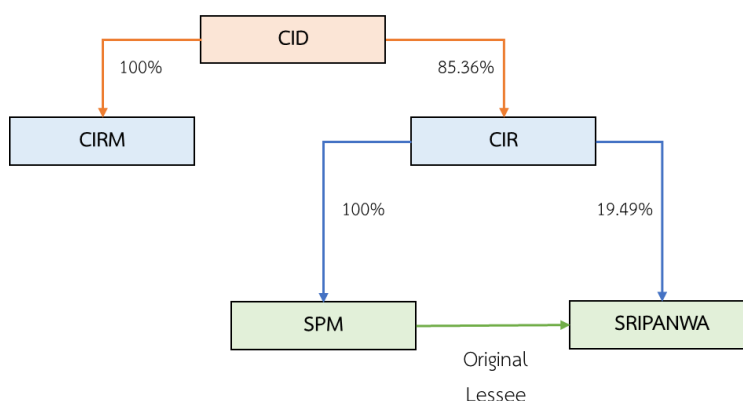 CID
100%
85.36%
CIRM
CIR
100%
19.49%
SPM
SRIPANWA
Original
Lessee